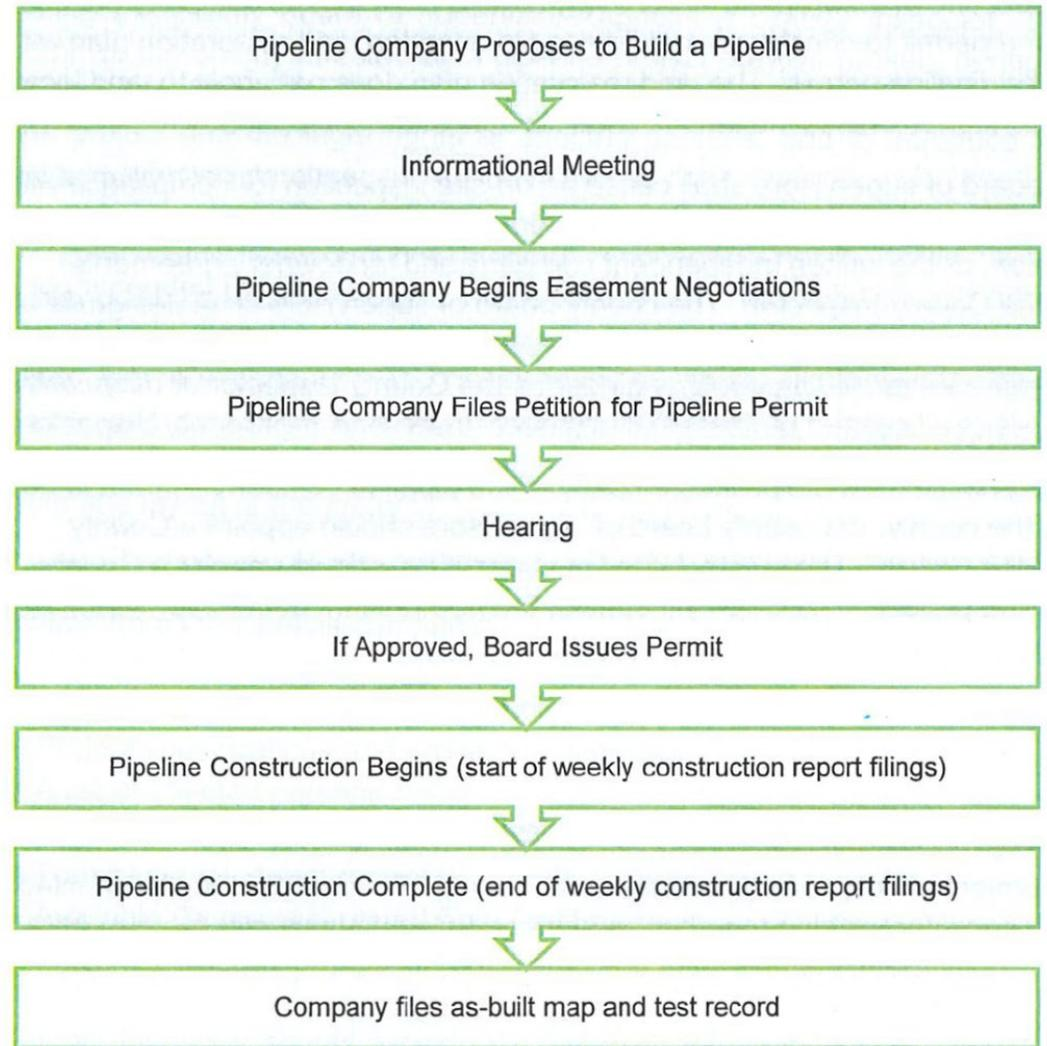 Pipeline Company Proposes to Build a Pipeline
Informational Meeting
Pipeline Company Begins Easement Negotiations
Pipeline Company Files Petition for Pipeline Permit
Hearing
If Approved, Board Issues Permit
Pipeline Construction Begins (start of weekly construction report filings)
Pipeline Construction Complete (end of weekly construction report filings)
Company files as-built map and test record